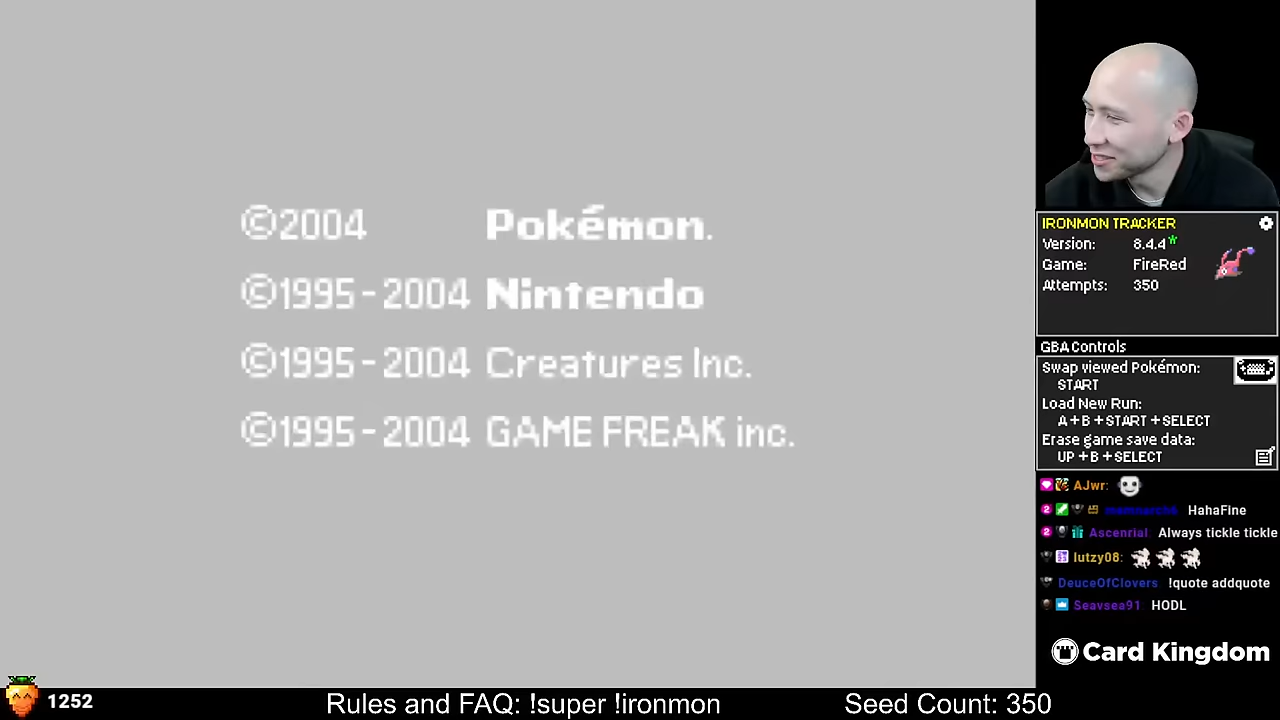 ©2004 Pokémon.
©1995-2004 Nintendo
©1995-2004 Creatures Inc.
©1995-2004 GAME FREAK inc.
IRONMON TRACKER
Version: 8.4.4
Game: FireRed
Attempts: 350
GBA Controls
Swap viewed Pokémon:
START
Load New Run:
A+B+START+SELECT
Erase game save data:
UP+B+SELECT
AJwr:
HahaFine
Ascenrial Always tickle tickle
lutzy08:
DeuceOfClovers !quote addquote
Seavsea91 HODL
Card Kingdom
1252
Rules and FAQ: !super !ironmon
Seed Count: 350